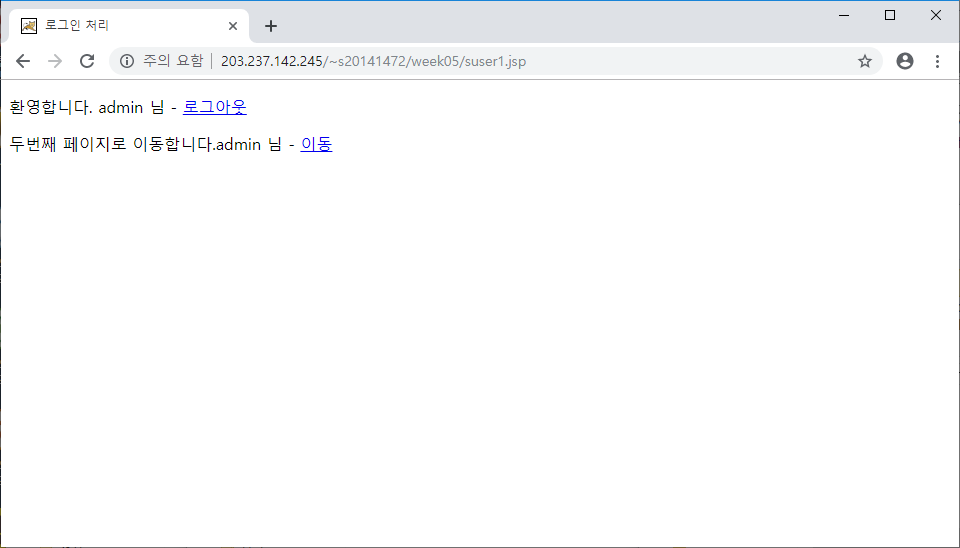 로그인 처리
주의 요함 | 203.237.142.245/~s20141472/week05/suser1.jsp
환영합니다. admin 님 - 로그아웃
두번째 페이지로 이동합니다.admin 님 - 이동